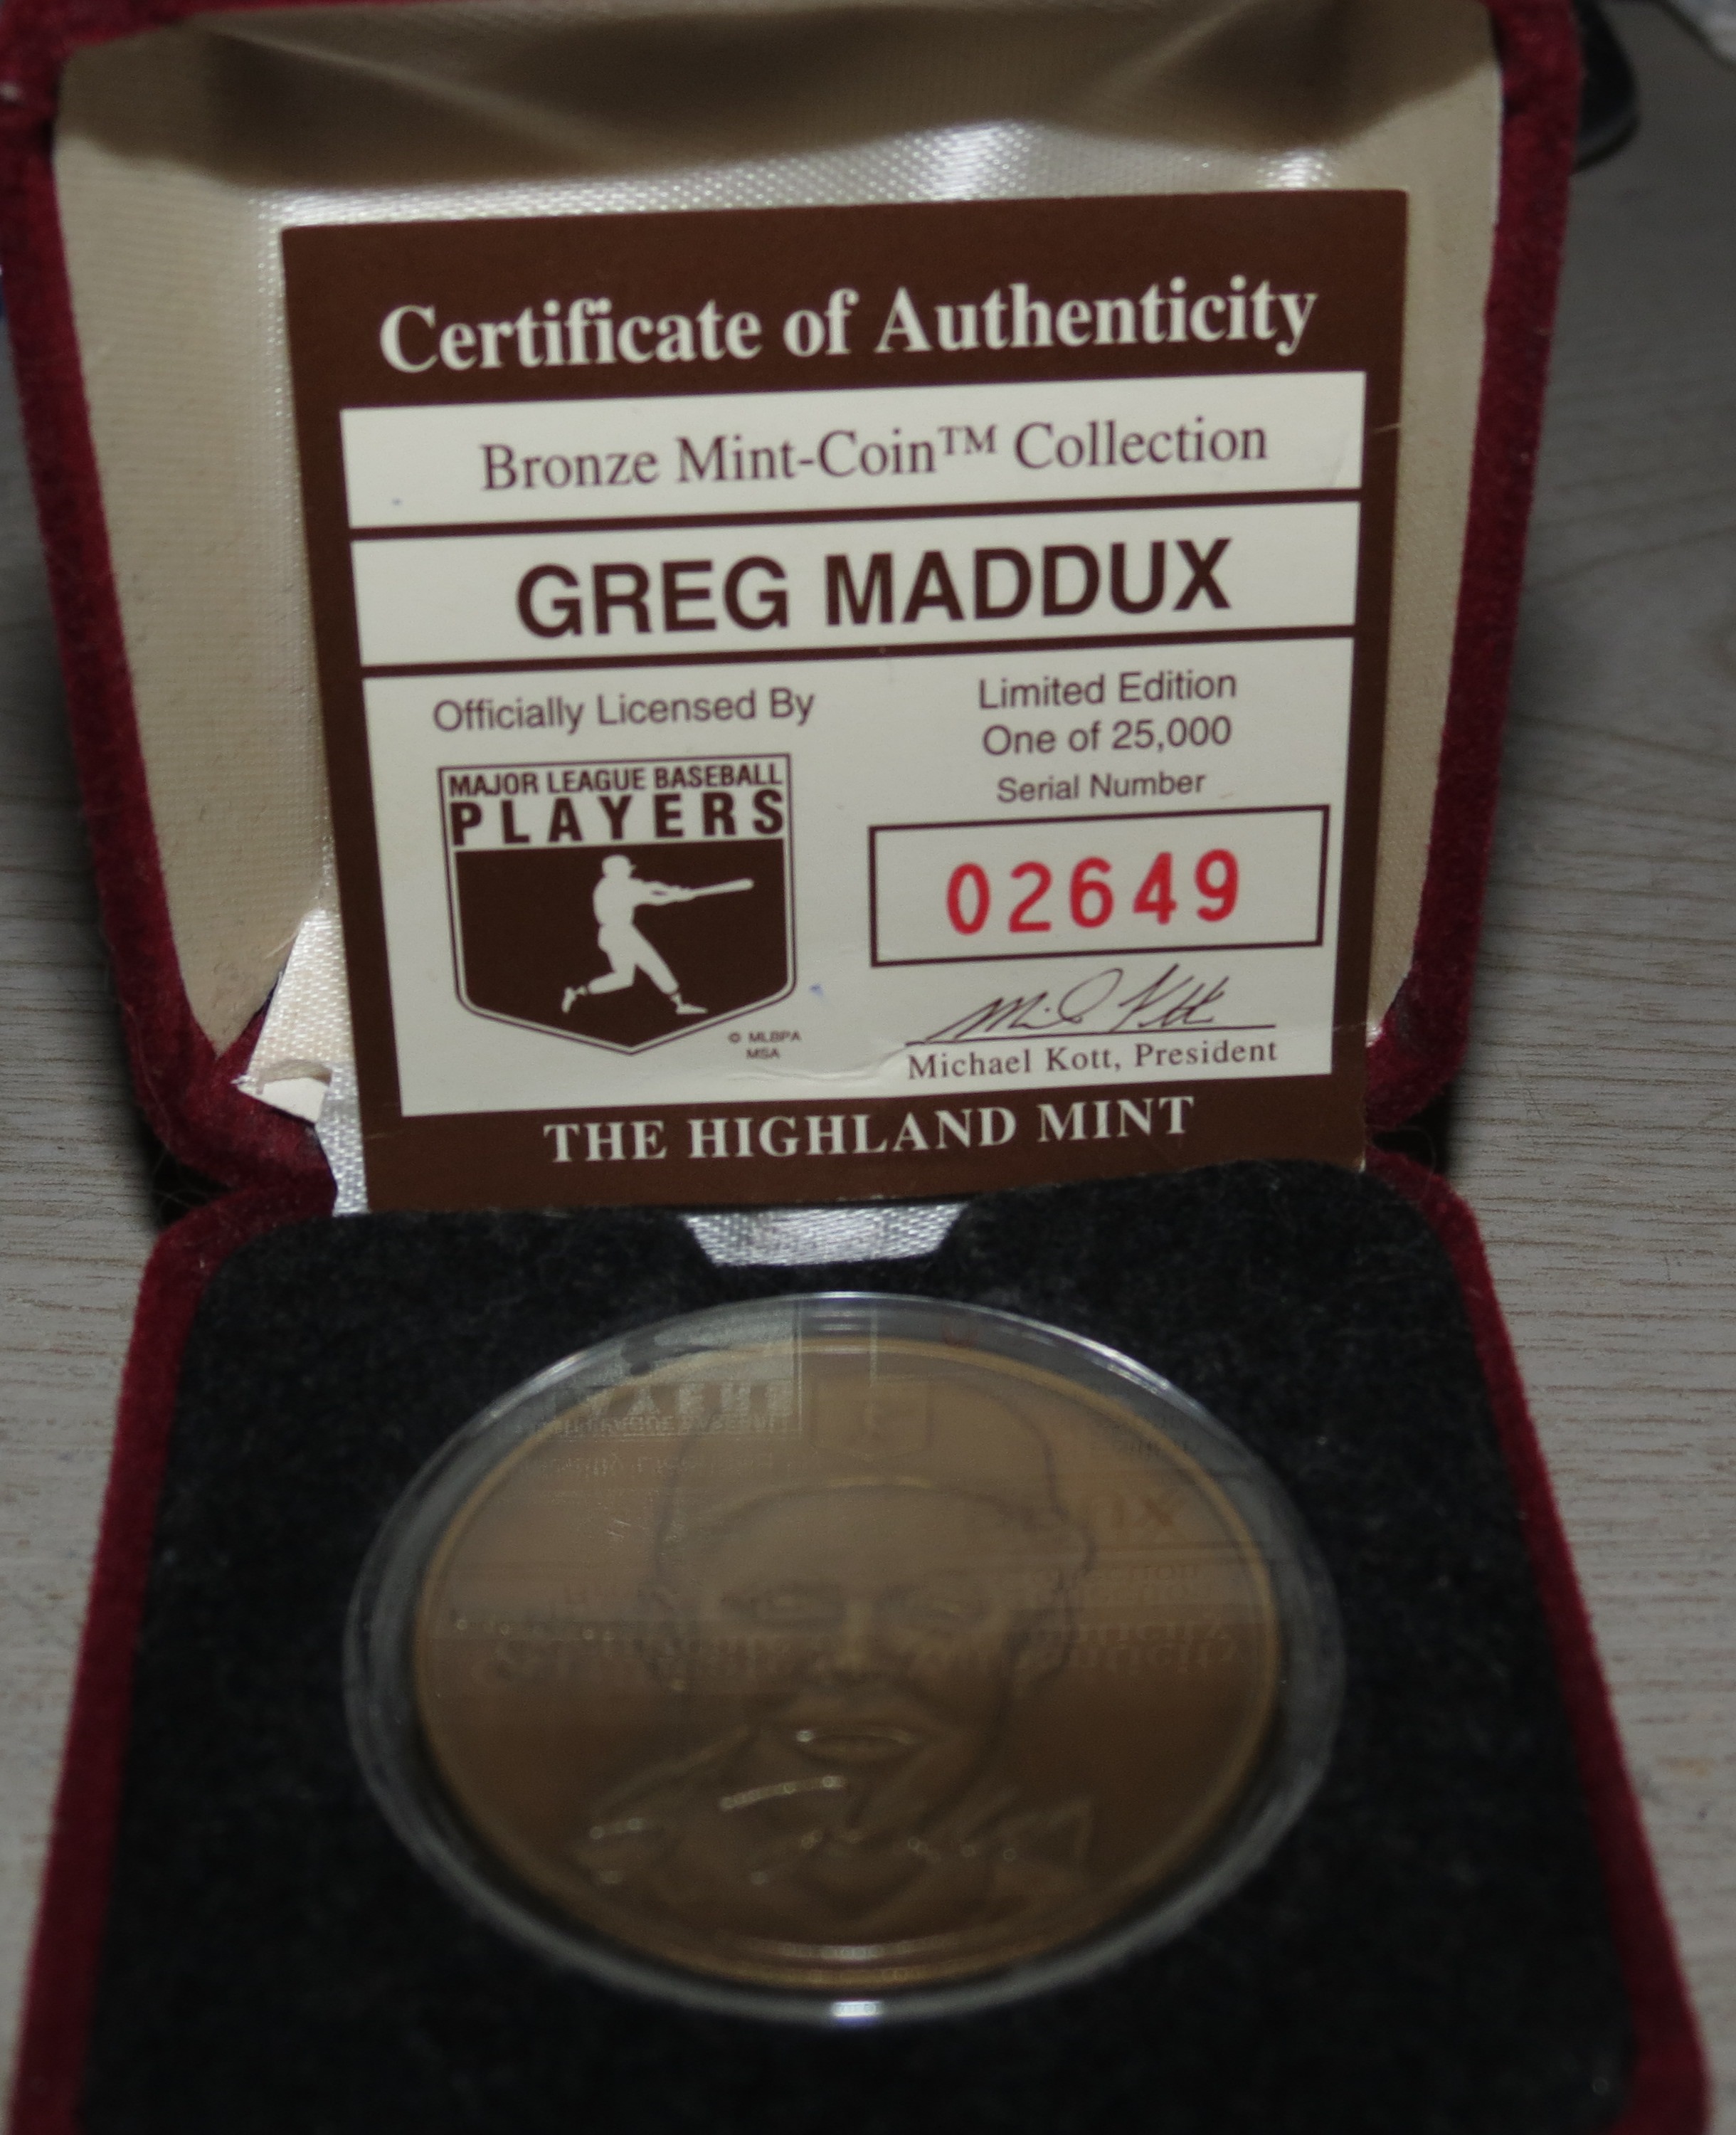 Certificate of Authenticity
Bronze Mint-Coin™ Collection
GREG MADDUX
Officially Licensed By
MAJOR LEAGUE BASEBALL
PLAYERS
© MLBPA
MSA
Limited Edition
One of 25,000
Serial Number
02649
Michael Kott, President
THE HIGHLAND MINT